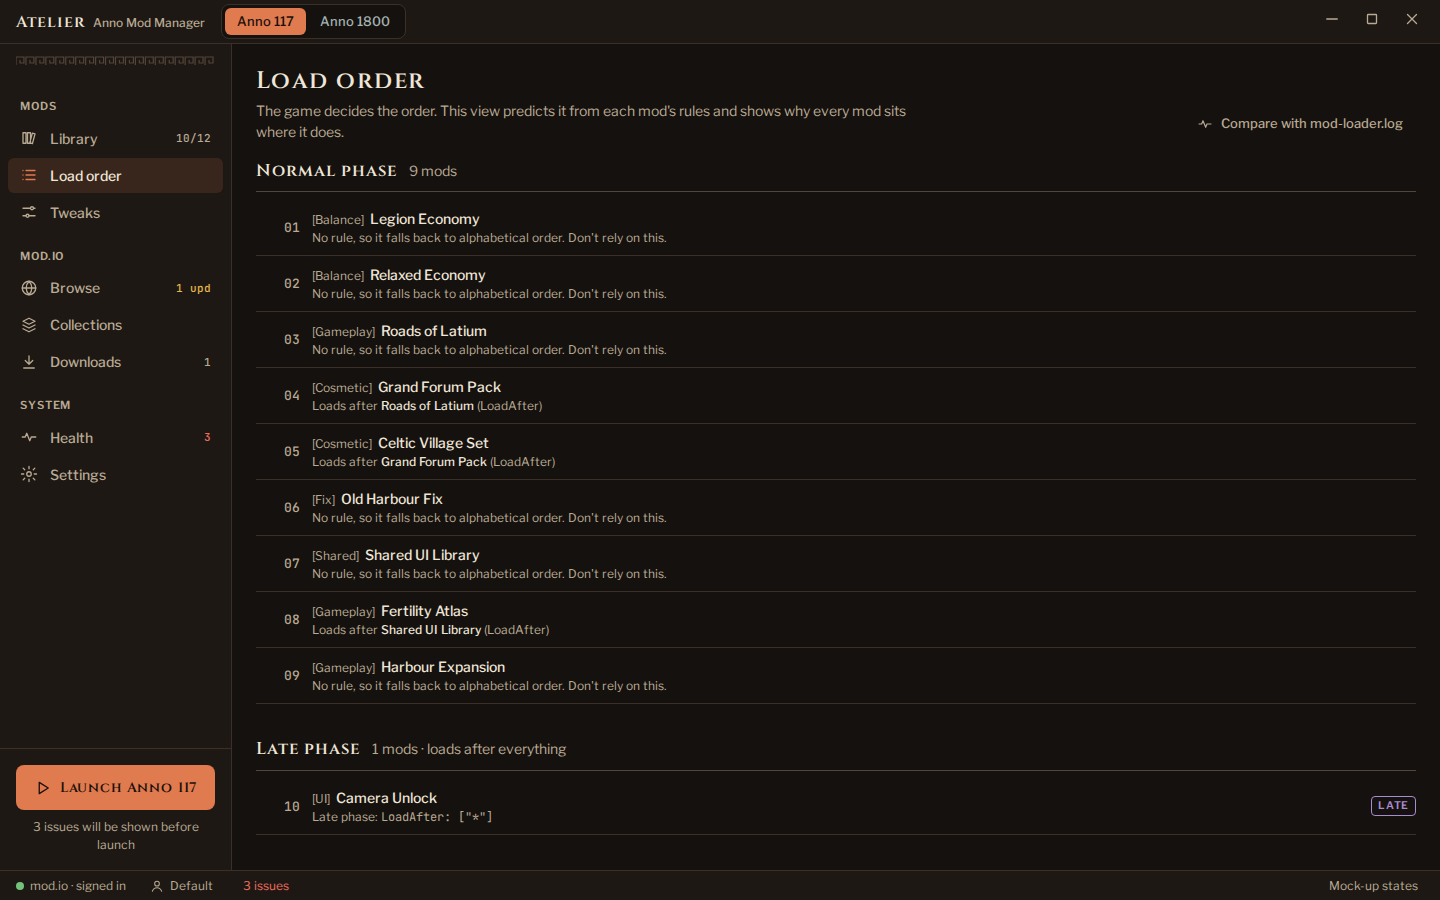 ATELIER Anno Mod Manager
Anno 117
Anno 1800
MODS
Library 10/12
Load order
Tweaks
MOD.IO
Browse 1 upd
Collections
Downloads 1
SYSTEM
Health 3
Settings
LAUNCH ANNO 117
3 issues will be shown before
launch
LOAD ORDER
The game decides the order. This view predicts it from each mod's rules and shows why every mod sits
where it does.
Compare with mod-loader.log
NORMAL PHASE 9 mods
01 [Balance] Legion Economy
No rule, so it falls back to alphabetical order. Don't rely on this.
02 [Balance] Relaxed Economy
No rule, so it falls back to alphabetical order. Don't rely on this.
03 [Gameplay] Roads of Latium
No rule, so it falls back to alphabetical order. Don't rely on this.
04 [Cosmetic] Grand Forum Pack
Loads after Roads of Latium (LoadAfter)
05 [Cosmetic] Celtic Village Set
Loads after Grand Forum Pack (LoadAfter)
06 [Fix] Old Harbour Fix
No rule, so it falls back to alphabetical order. Don't rely on this.
07 [Shared] Shared UI Library
No rule, so it falls back to alphabetical order. Don't rely on this.
08 [Gameplay] Fertility Atlas
Loads after Shared UI Library (LoadAfter)
09 [Gameplay] Harbour Expansion
No rule, so it falls back to alphabetical order. Don't rely on this.
LATE PHASE 1 mods · loads after everything
10 [UI] Camera Unlock
Late phase: LoadAfter: ["*"]
LATE
mod.io · signed in
Default
3 issues
Mock-up states